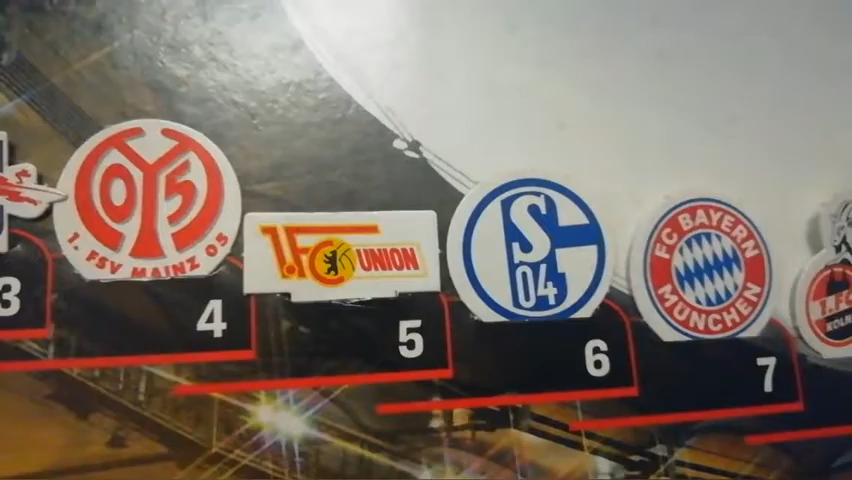 05
1. FSV MAINZ 05
1.FC UNION
S
04
FC BAYERN
MÜNCHEN
1.FC
KÖLN
3
4
5
6
7